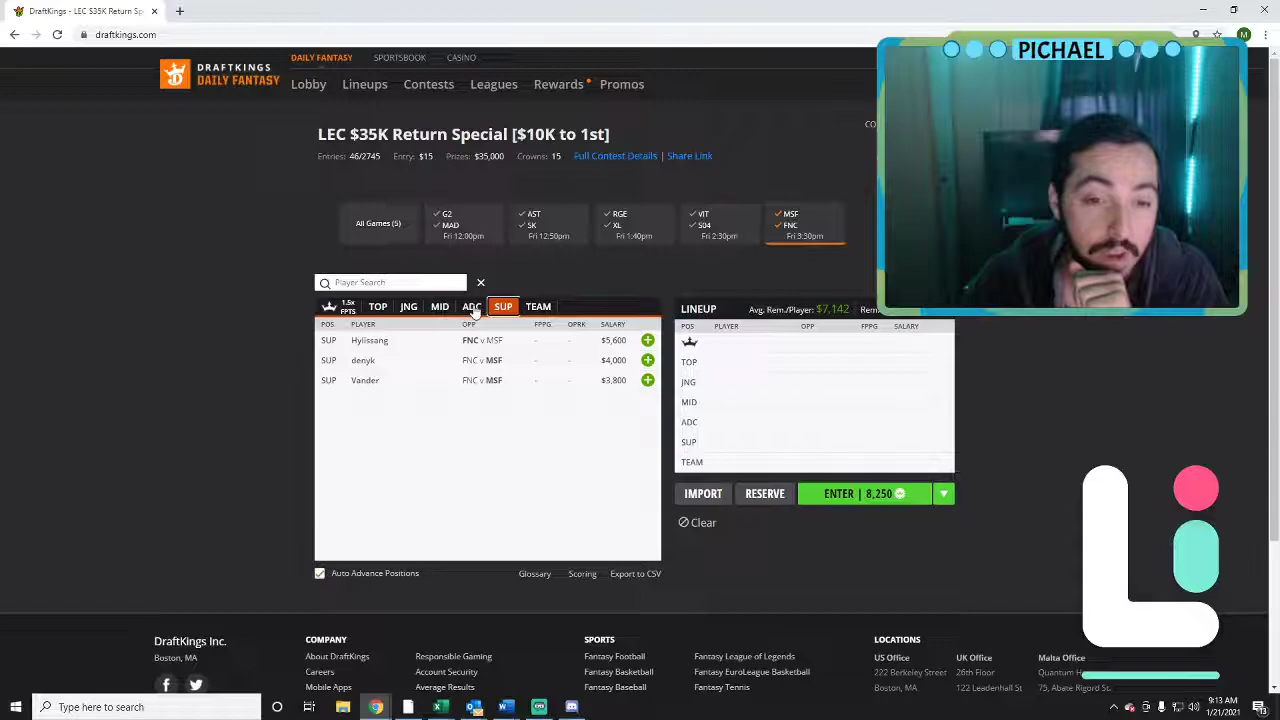 DraftKings - LEC $35K Return Sp
draftkings.com
PICHAEL
DRAFTKINGS
DAILY FANTASY
DAILY FANTASY SPORTSBOOK CASINO
Lobby Lineups Contests Leagues Rewards Promos
LEC $35K Return Special [$10K to 1st]
CO
Entries: 46/2745 Entry: $15 Prizes: $35,000 Crowns: 15 Full Contest Details | Share Link
All Games (5)
G2
MAD
Fri 12:00pm
AST
SK
Fri 12:50pm
RGE
XL
Fri 1:40pm
VIT
S04
Fri 2:30pm
MSF
FNC
Fri 3:30pm
Player Search
1.5x
FPTS
TOP JNG MID ADC SUP TEAM
POS PLAYER OPP FPPG OPRK SALARY
SUP Hylissang FNC v MSF - - $5,600
SUP denyk FNC v MSF - - $4,000
SUP Vander FNC v MSF - - $3,800
LINEUP Avg. Rem./Player: $7,142 Rem.
POS PLAYER OPP FPPG SALARY
TOP
JNG
MID
ADC
SUP
TEAM
IMPORT RESERVE ENTER | 8,250
Clear
Auto Advance Positions Glossary Scoring Export to CSV
DraftKings Inc.
Boston, MA
COMPANY
About DraftKings Responsible Gaming
Careers Account Security
Mobile Apps Average Results
SPORTS
Fantasy Football Fantasy League of Legends
Fantasy Basketball Fantasy EuroLeague Basketball
Fantasy Baseball Fantasy Tennis
LOCATIONS
US Office UK Office Malta Office
222 Berkeley Street 26th Floor Quantum H
Boston, MA 122 Leadenhall St 75, Abate Rigord St.
Type here to search
9:13 AM
1/21/2021